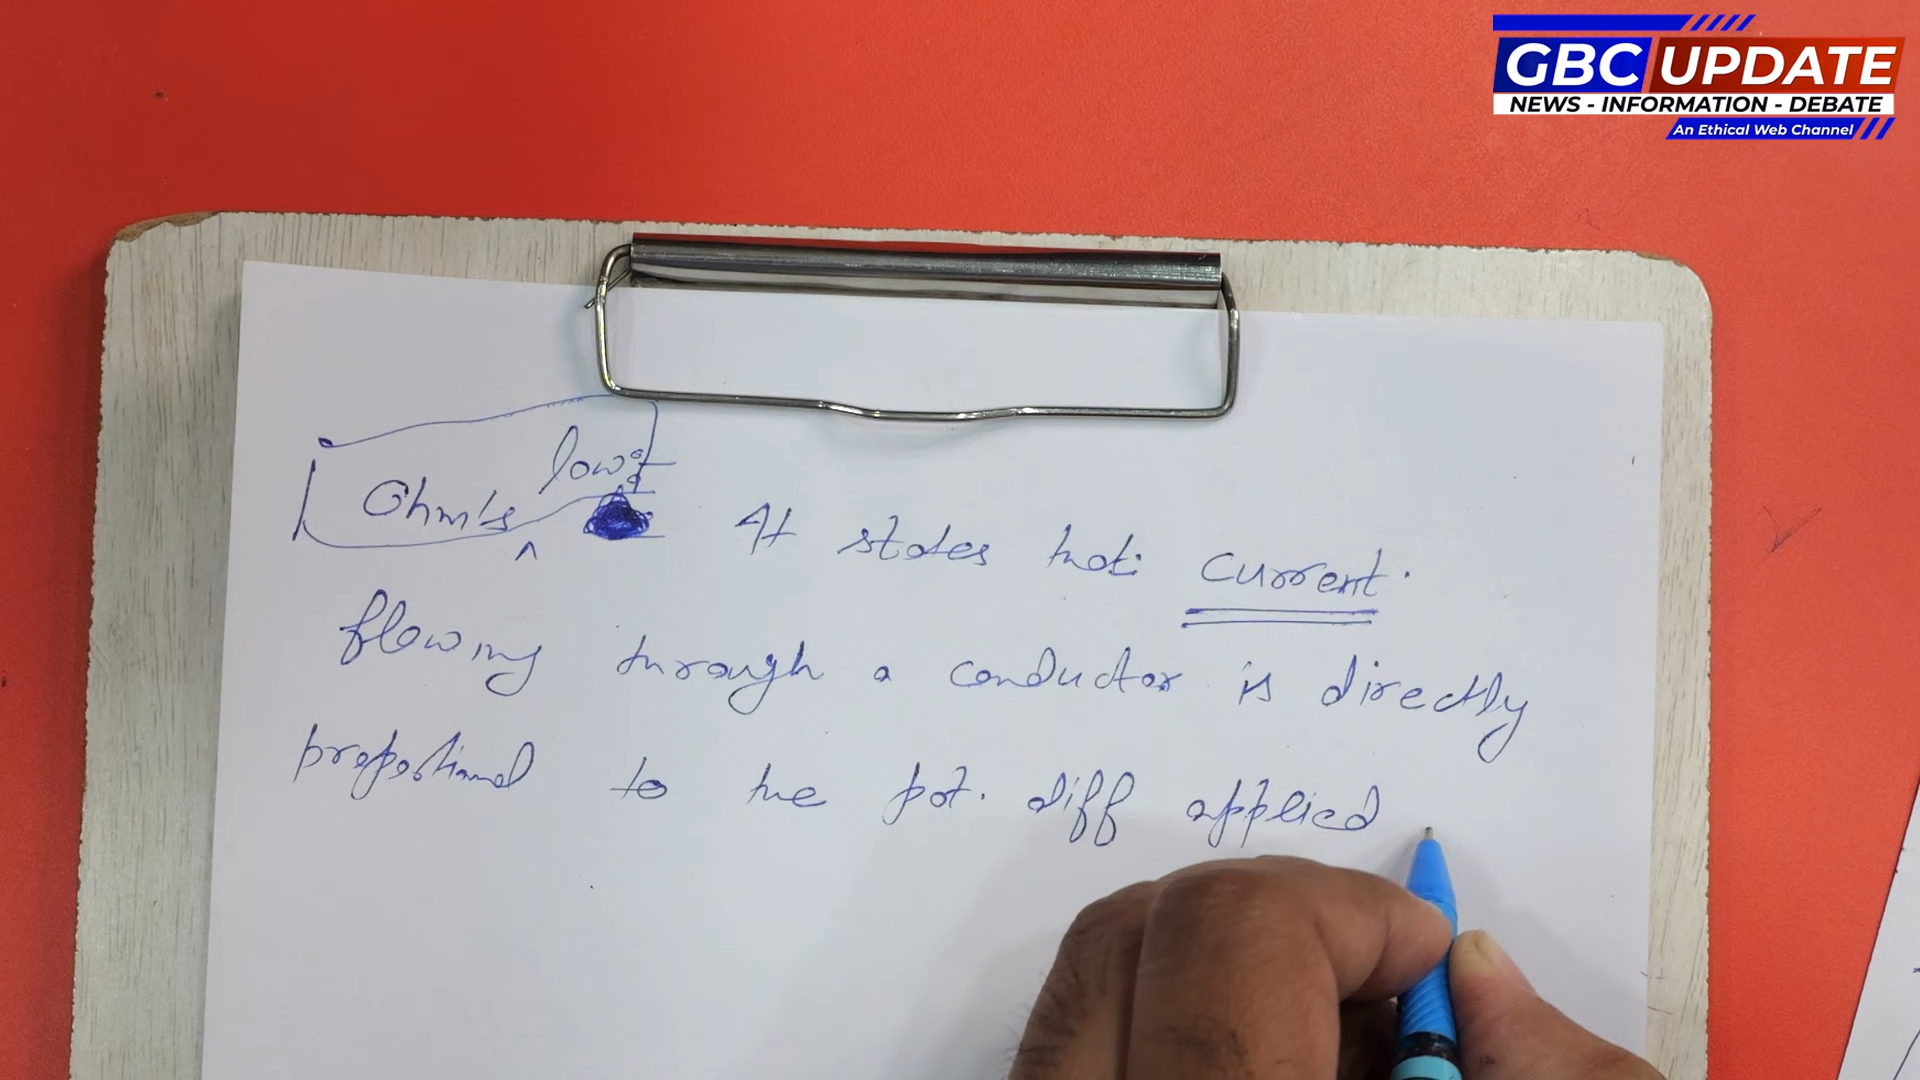 GBC UPDATE
NEWS - INFORMATION - DEBATE
An Ethical Web Channel
Ohm's low:- It states that: current.
flowing through a conductor is directly
proportional to the pot. diff applied